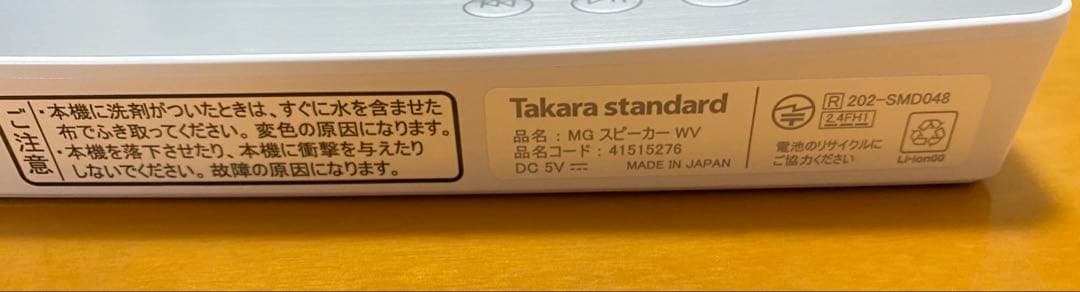 ご注意
・本機に洗剤がついたときは、すぐに水を含ませた
布でふき取ってください。変色の原因になります。
・本機を落下させたり、本機に衝撃を与えたり
しないでください。故障の原因になります。
Takara standard
品名：MG スピーカー WV
品名コード：41515276
DC 5V ⎓ MADE IN JAPAN
R 202-SMD048
2.4FH1
電池のリサイクルに
ご協力ください
Li-ion00